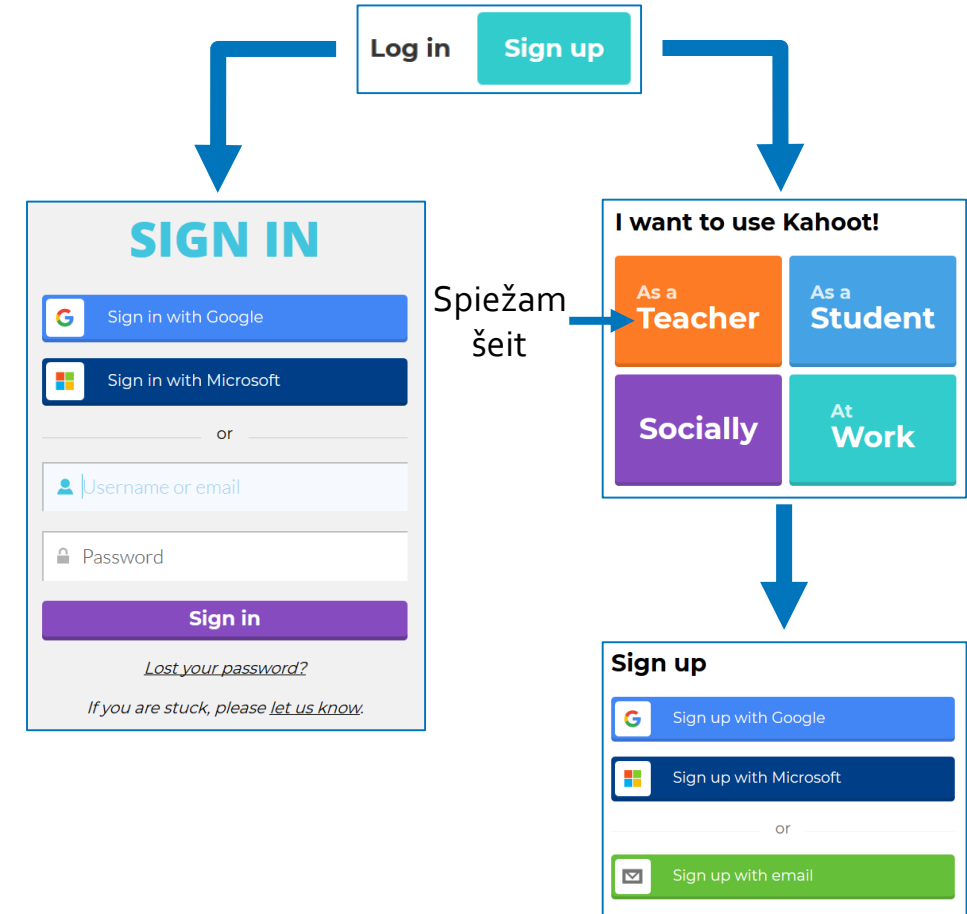 Log in
Sign up
SIGN IN
Sign in with Google
Sign in with Microsoft
or
Username or email
Password
Sign in
Lost your password?
If you are stuck, please let us know.
Spiežam
šeit
I want to use Kahoot!
As a
Teacher
As a
Student
Socially
At
Work
Sign up
Sign up with Google
Sign up with Microsoft
or
Sign up with email